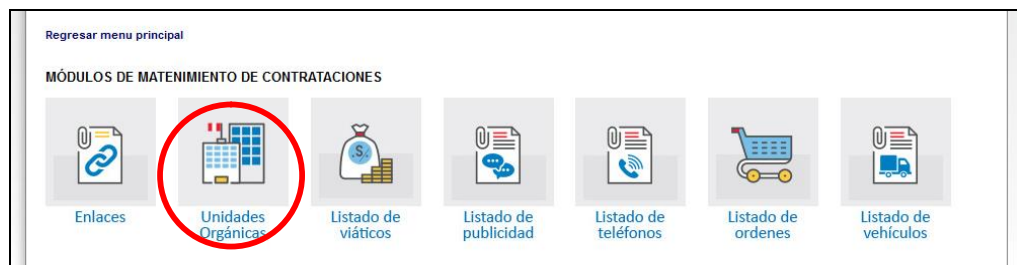 Regresar menu principal
MÓDULOS DE MATENIMIENTO DE CONTRATACIONES
S/.
Enlaces
Unidades
Orgánicas
Listado de
viáticos
Listado de
publicidad
Listado de
teléfonos
Listado de
ordenes
Listado de
vehículos